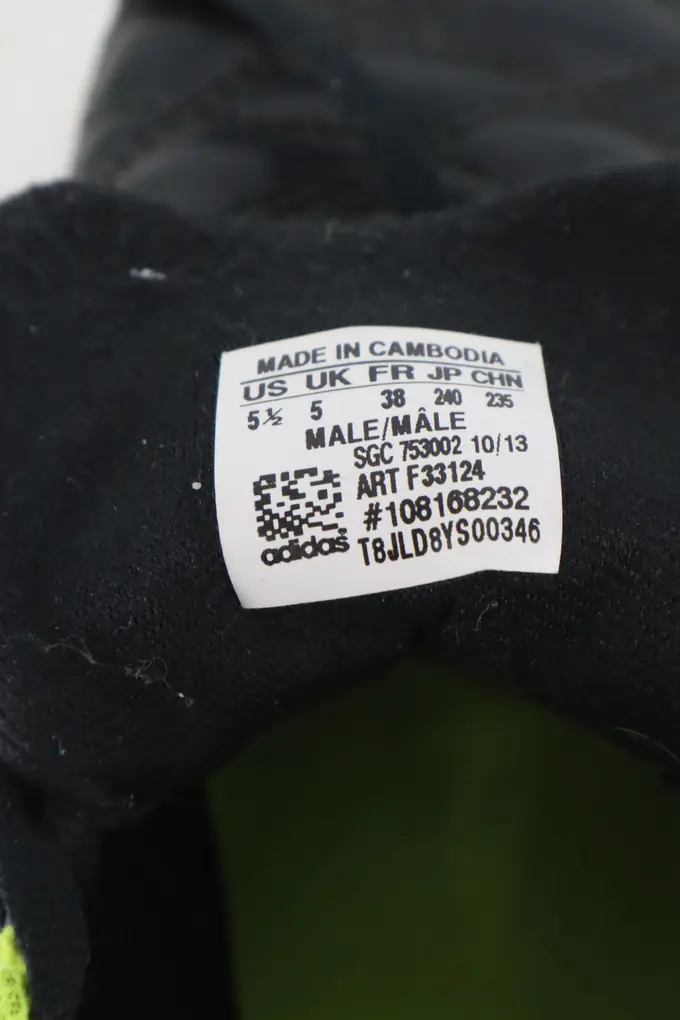 MADE IN CAMBODIA
US UK FR JP CHN
5½ 5 38 240 235
MALE/MÂLE
SGC 753002 10/13
ART F33124
#108168232
adidas T8JLD8YS00346